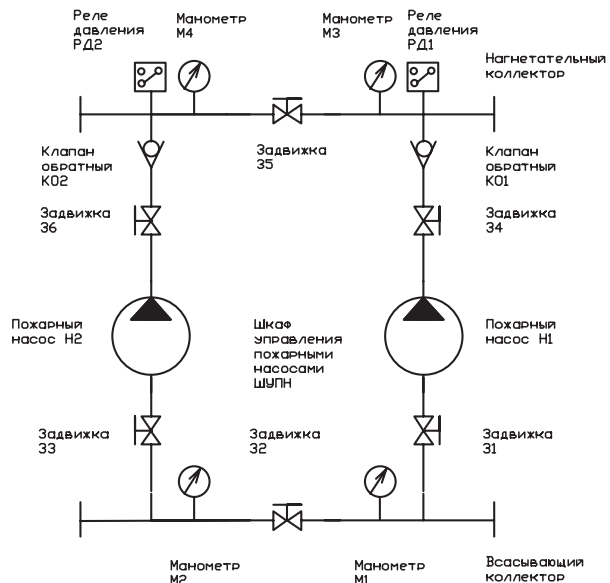 Реле
давления
РД2
Манометр
М4
Манометр
М3
Реле
давления
РД1
Нагнетательный
коллектор
Клапан
обратный
КО2
Задвижка
З5
Клапан
обратный
КО1
Задвижка
З6
Задвижка
З4
Пожарный
насос Н2
Шкаф
управления
пожарными
насосами
ШУПН
Пожарный
насос Н1
Задвижка
З3
Задвижка
З2
Задвижка
З1
Манометр
М2
Манометр
М1
Всасывающий
коллектор